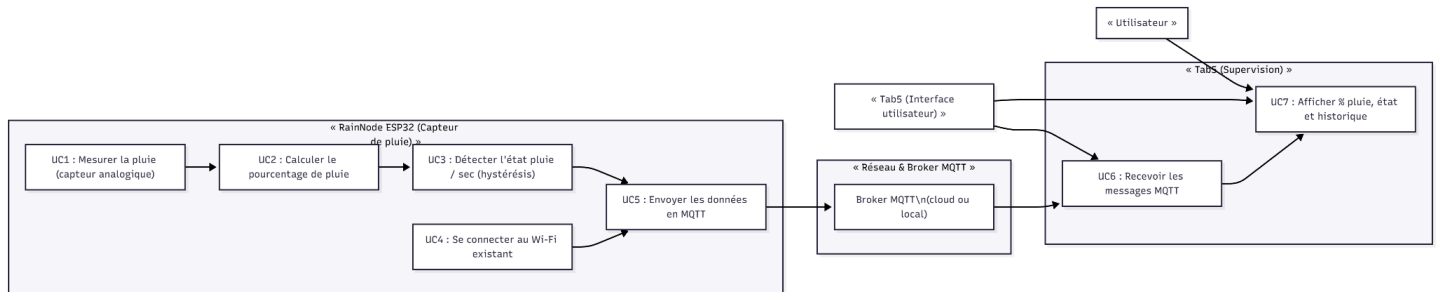 « Utilisateur »
« Tab5 (Supervision) »
« Tab5 (Interface
utilisateur) »
UC7 : Afficher % pluie, état
et historique
« RainNode ESP32 (Capteur
de pluie) »
UC1 : Mesurer la pluie
(capteur analogique)
UC2 : Calculer le
pourcentage de pluie
UC3 : Détecter l'état pluie
/ sec (hystérésis)
UC4 : Se connecter au Wi-Fi
existant
UC5 : Envoyer les données
en MQTT
« Réseau & Broker MQTT »
Broker MQTT\n(cloud ou
local)
UC6 : Recevoir les
messages MQTT